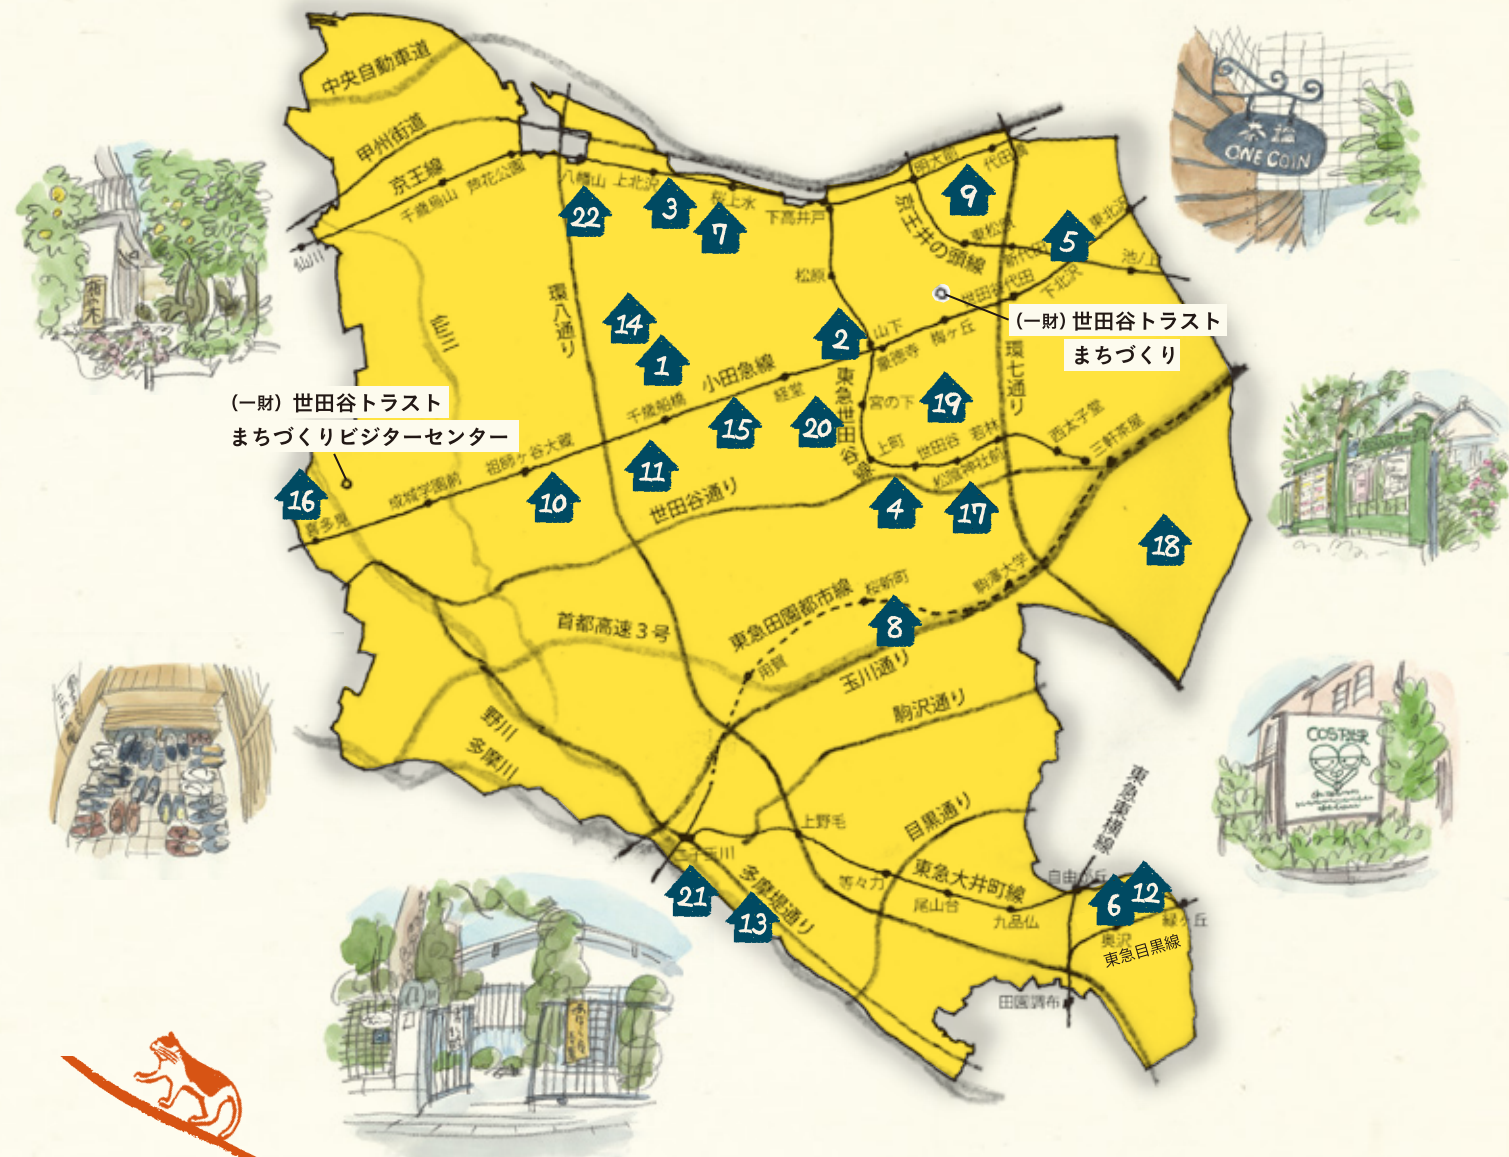 中央自動車道
甲州街道
京王線
千歳烏山
芦花公園
仙川
八幡山
上北沢
桜上水
下高井戸
明大前
代田橋
京王井の頭線
東松原
新代田
東北沢
池ノ上
下北沢
世田谷代田
梅ヶ丘
豪徳寺
山下
松原
環八通り
環七通り
仙川
小田急線
経堂
千歳船橋
祖師ヶ谷大蔵
成城学園前
喜多見
東急世田谷線
宮の下
上町
世田谷
若林
松陰神社前
西太子堂
三軒茶屋
世田谷通り
(一財) 世田谷トラスト
まちづくり
(一財) 世田谷トラスト
まちづくりビジターセンター
首都高速3号
東急田園都市線
桜新町
駒澤大学
用賀
玉川通り
駒沢通り
野川
多摩川
二子玉川
上野毛
目黒通り
等々力
東急大井町線
尾山台
九品仏
多摩堤通り
東急東横線
自由が丘
緑ヶ丘
奥沢
東急目黒線
田園調布
22
3
7
9
5
14
1
2
19
15
20
11
10
16
4
17
18
8
21
13
6
12
ONE COIN